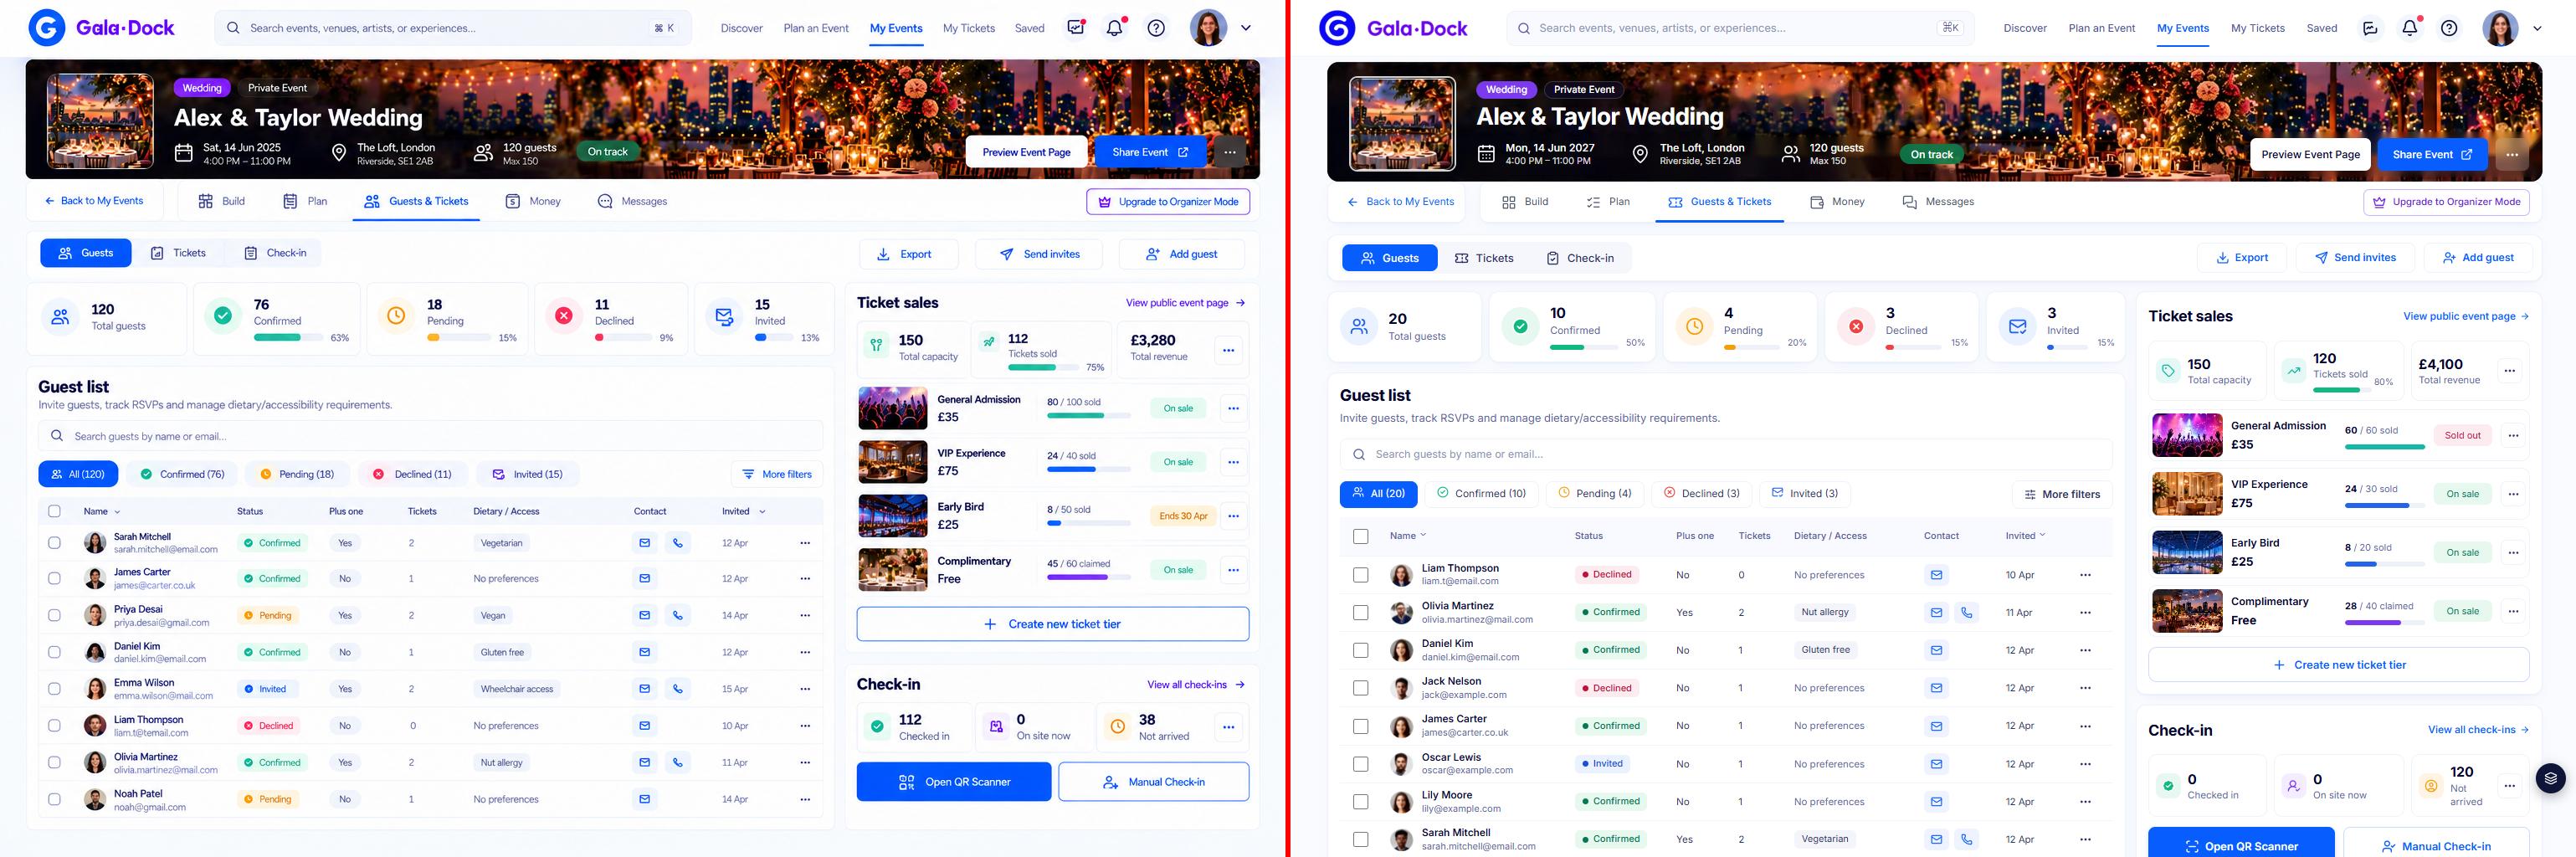 Gala·Dock
Search events, venues, artists, or experiences...
⌘ K
Discover
Plan an Event
My Events
My Tickets
Saved
Wedding
Private Event
Alex & Taylor Wedding
Sat, 14 Jun 2025
4:00 PM – 11:00 PM
The Loft, London
Riverside, SE1 2AB
120 guests
Max 150
On track
Preview Event Page
Share Event
Back to My Events
Build
Plan
Guests & Tickets
Money
Messages
Upgrade to Organizer Mode
Guests
Tickets
Check-in
Export
Send invites
Add guest
120
Total guests
76
Confirmed
63%
18
Pending
15%
11
Declined
9%
15
Invited
13%
Guest list
Invite guests, track RSVPs and manage dietary/accessibility requirements.
Search guests by name or email...
All (120)
Confirmed (76)
Pending (18)
Declined (11)
Invited (15)
More filters
Name Status Plus one Tickets Dietary / Access Contact Invited
Sarah Mitchell
sarah.mitchell@email.com
Confirmed Yes 2 Vegetarian 12 Apr
James Carter
james@carter.co.uk
Confirmed No 1 No preferences 12 Apr
Priya Desai
priya.desai@gmail.com
Pending Yes 2 Vegan 14 Apr
Daniel Kim
daniel.kim@email.com
Confirmed No 1 Gluten free 12 Apr
Emma Wilson
emma.wilson@mail.com
Invited Yes 2 Wheelchair access 15 Apr
Liam Thompson
liam.t@temail.com
Declined No 0 No preferences 10 Apr
Olivia Martinez
olivia.martinez@mail.com
Confirmed Yes 2 Nut allergy 11 Apr
Noah Patel
noah@gmail.com
Pending No 1 No preferences 14 Apr
Ticket sales
View public event page
150
Total capacity
112
Tickets sold
75%
£3,280
Total revenue
General Admission
£35
80 / 100 sold
On sale
VIP Experience
£75
24 / 40 sold
On sale
Early Bird
£25
8 / 50 sold
Ends 30 Apr
Complimentary
Free
45 / 60 claimed
On sale
Create new ticket tier
Check-in
View all check-ins
112
Checked in
0
On site now
38
Not arrived
Open QR Scanner
Manual Check-in
Gala·Dock
Search events, venues, artists, or experiences...
⌘K
Discover
Plan an Event
My Events
My Tickets
Saved
Wedding
Private Event
Alex & Taylor Wedding
Mon, 14 Jun 2027
4:00 PM – 11:00 PM
The Loft, London
Riverside, SE1 2AB
120 guests
Max 150
On track
Preview Event Page
Share Event
Back to My Events
Build
Plan
Guests & Tickets
Money
Messages
Upgrade to Organizer Mode
Guests
Tickets
Check-in
Export
Send invites
Add guest
20
Total guests
10
Confirmed
50%
4
Pending
20%
3
Declined
15%
3
Invited
15%
Guest list
Invite guests, track RSVPs and manage dietary/accessibility requirements.
Search guests by name or email...
All (20)
Confirmed (10)
Pending (4)
Declined (3)
Invited (3)
More filters
Name Status Plus one Tickets Dietary / Access Contact Invited
Liam Thompson
liam.t@email.com
Declined No 0 No preferences 10 Apr
Olivia Martinez
olivia.martinez@mail.com
Confirmed Yes 2 Nut allergy 11 Apr
Daniel Kim
daniel.kim@email.com
Confirmed No 1 Gluten free 12 Apr
Jack Nelson
jack@example.com
Declined No 1 No preferences 12 Apr
James Carter
james@carter.co.uk
Confirmed No 1 No preferences 12 Apr
Oscar Lewis
oscar@example.com
Invited No 1 No preferences 12 Apr
Lily Moore
lily@example.com
Confirmed No 1 No preferences 12 Apr
Sarah Mitchell
sarah.mitchell@email.com
Confirmed Yes 2 Vegetarian 12 Apr
Ticket sales
View public event page
150
Total capacity
120
Tickets sold
80%
£4,100
Total revenue
General Admission
£35
60 / 60 sold
Sold out
VIP Experience
£75
24 / 30 sold
On sale
Early Bird
£25
8 / 20 sold
On sale
Complimentary
Free
28 / 40 claimed
On sale
Create new ticket tier
Check-in
View all check-ins
0
Checked in
0
On site now
120
Not
arrived
Open QR Scanner
Manual Check-in